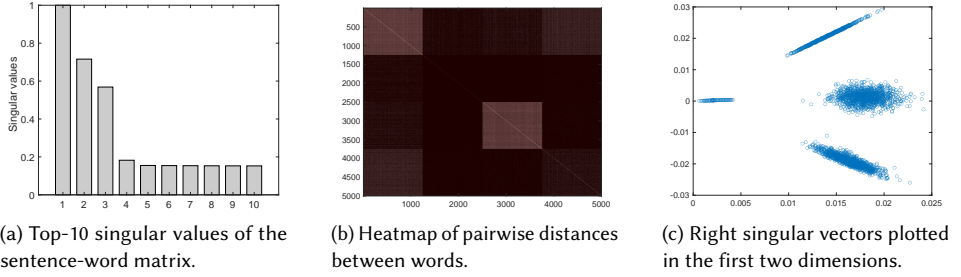 1
0.8
0.6
0.4
0.2
0
Singular values
1 2 3 4 5 6 7 8 9 10
500
1000
1500
2000
2500
3000
3500
4000
4500
5000
1000 2000 3000 4000 5000
0.03
0.02
0.01
0
-0.01
-0.02
-0.03
0 0.005 0.01 0.015 0.02 0.025
(a) Top-10 singular values of the
sentence-word matrix.
(b) Heatmap of pairwise distances
between words.
(c) Right singular vectors plotted
in the first two dimensions.